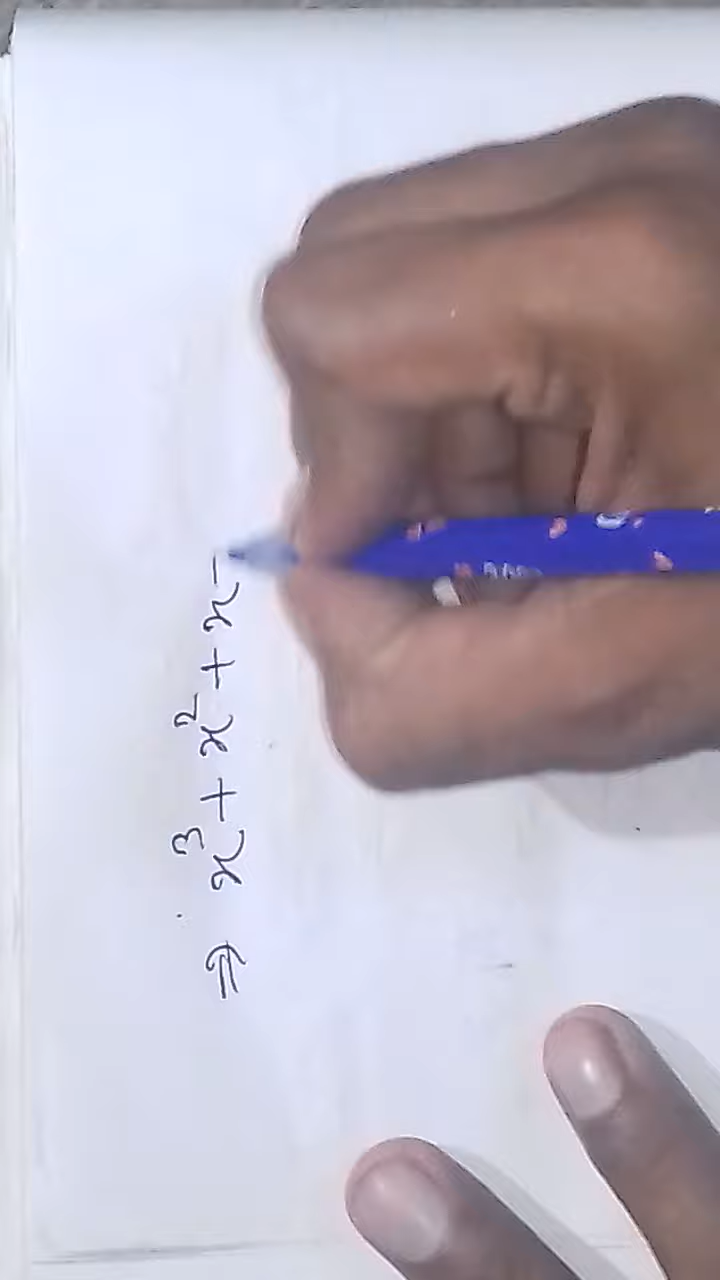 ⇒ x³ + x² + x -